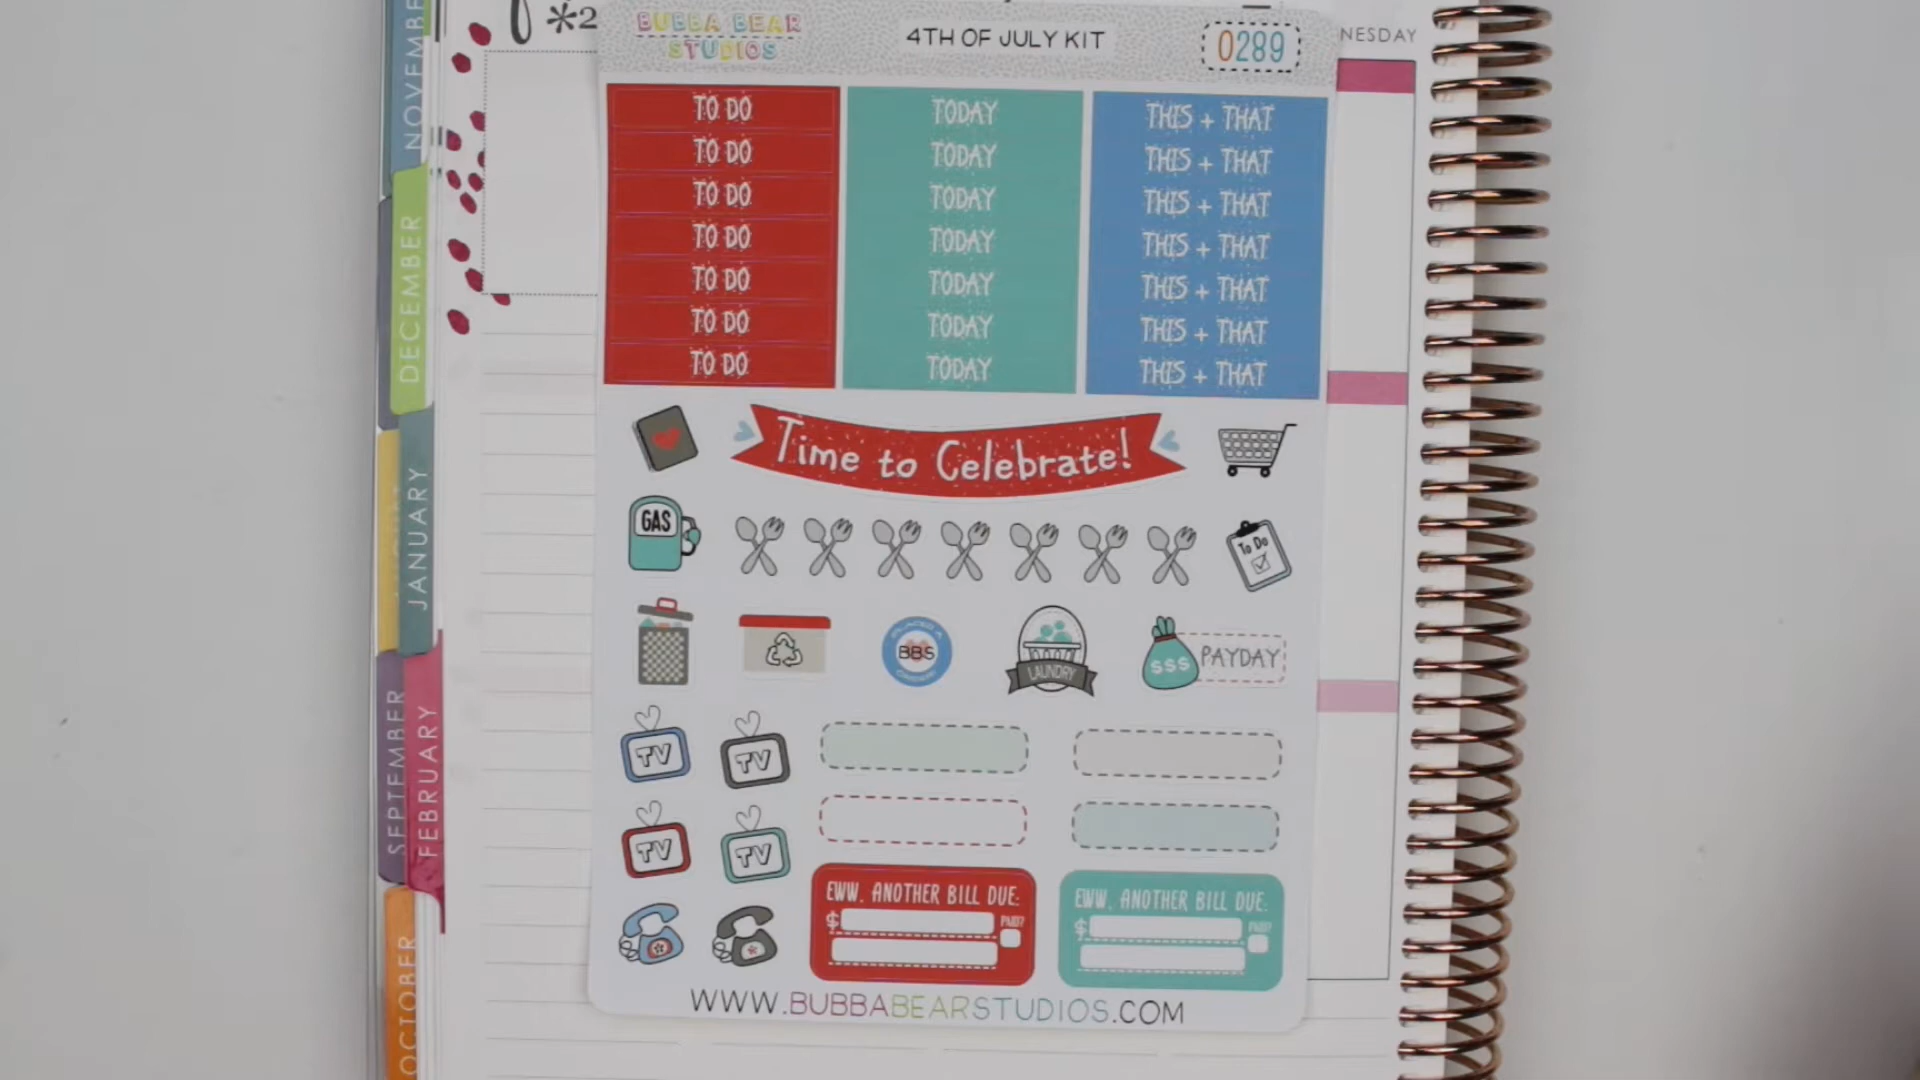 *2
BUBBA BEAR
STUDIOS
4TH OF JULY KIT
0289
NESDAY
TO DO
TO DO
TO DO
TO DO
TO DO
TO DO
TO DO
TODAY
TODAY
TODAY
TODAY
TODAY
TODAY
TODAY
THIS + THAT
THIS + THAT
THIS + THAT
THIS + THAT
THIS + THAT
THIS + THAT
THIS + THAT
Time to Celebrate!
GAS
To Do
BBS
LAUNDRY
$$$
PAYDAY
TV
TV
TV
TV
EWW. ANOTHER BILL DUE:
$
PAID?
EWW. ANOTHER BILL DUE:
$
PAID?
WWW.BUBBABEARSTUDIOS.COM
NOVEMBER
DECEMBER
JANUARY
SEPTEMBER
FEBRUARY
OCTOBER